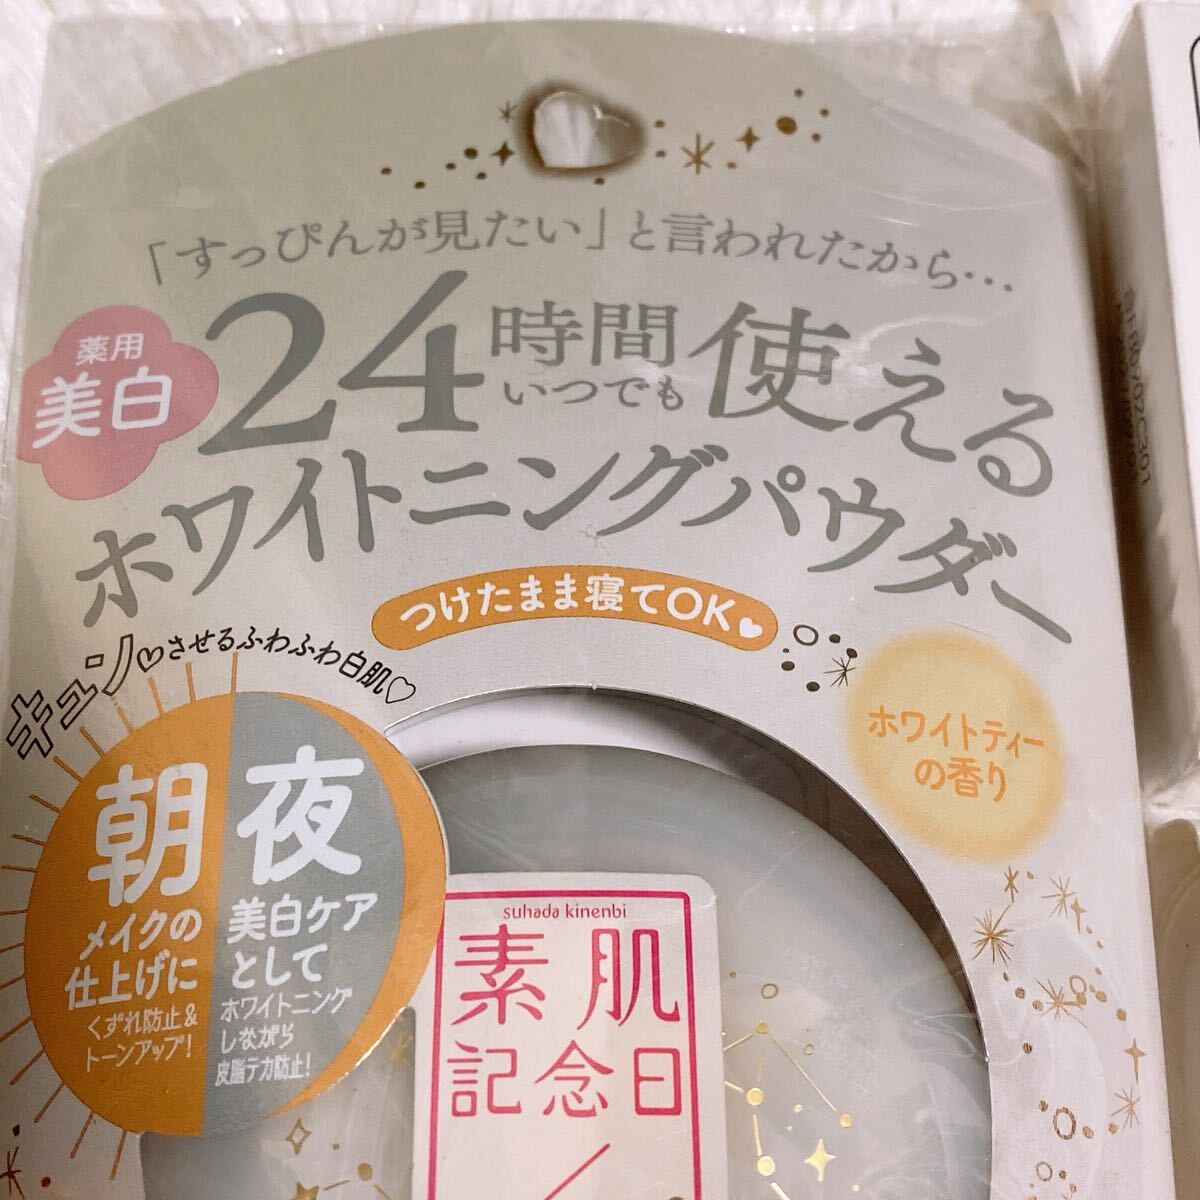 「すっぴんが見たい」と言われたから…
薬用
美白
24時間いつでも使える
ホワイトニングパウダー
つけたまま寝てOK
キュンさせるふわふわ白肌
ホワイトティー
の香り
朝
メイクの
仕上げに
くずれ防止&
トーンアップ!
夜
美白ケア
として
ホワイトニング
しながら
皮脂テカ防止!
suhada kinenbi
素肌
記念日